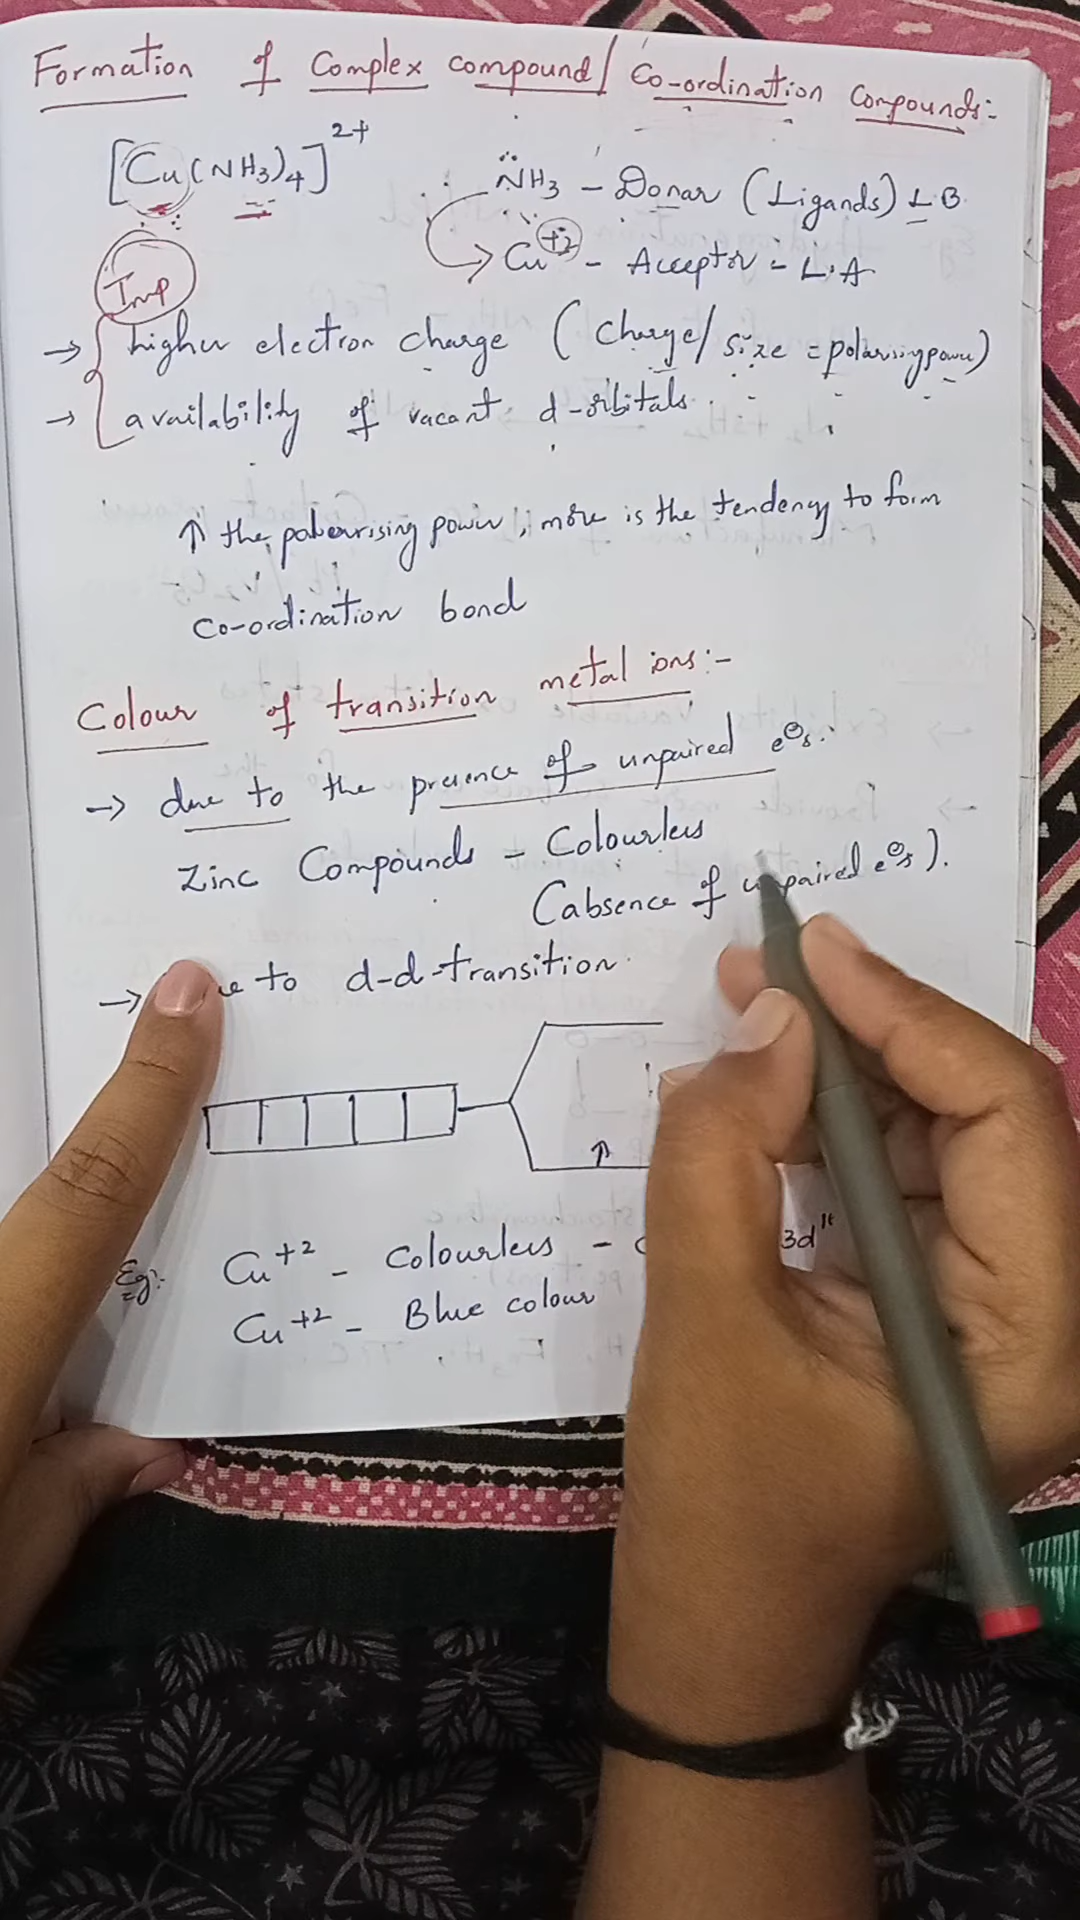 Formation of Complex compound/ Co-ordination Compounds:-
[Cu(NH3)4]2+
NH3 - Donar (Ligands) L.B.
Cu+2 - Acceptor - L.A
Imp
→ higher electron charge (Charge/size = polarising power)
→ availability of vacant d-orbitals.
↑ the polarising power, more is the tendency to form
co-ordination bond
Colour of transition metal ions:-
→ due to the presence of unpaired e⊖s.
Zinc Compounds - Colourless
(absence of unpaired e⊖s).
→ to d-d-transition
↑
Eg:- Cu+2 - colourless - 3d
Cu+2 - Blue colour